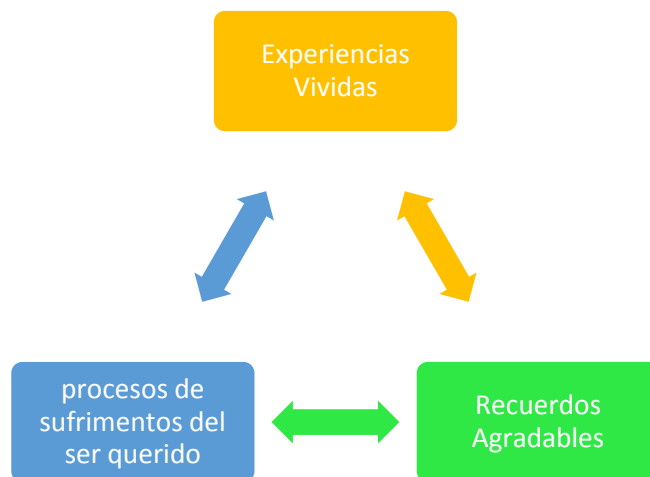 Experiencias
Vividas
procesos de
sufrimentos del
ser querido
Recuerdos
Agradables